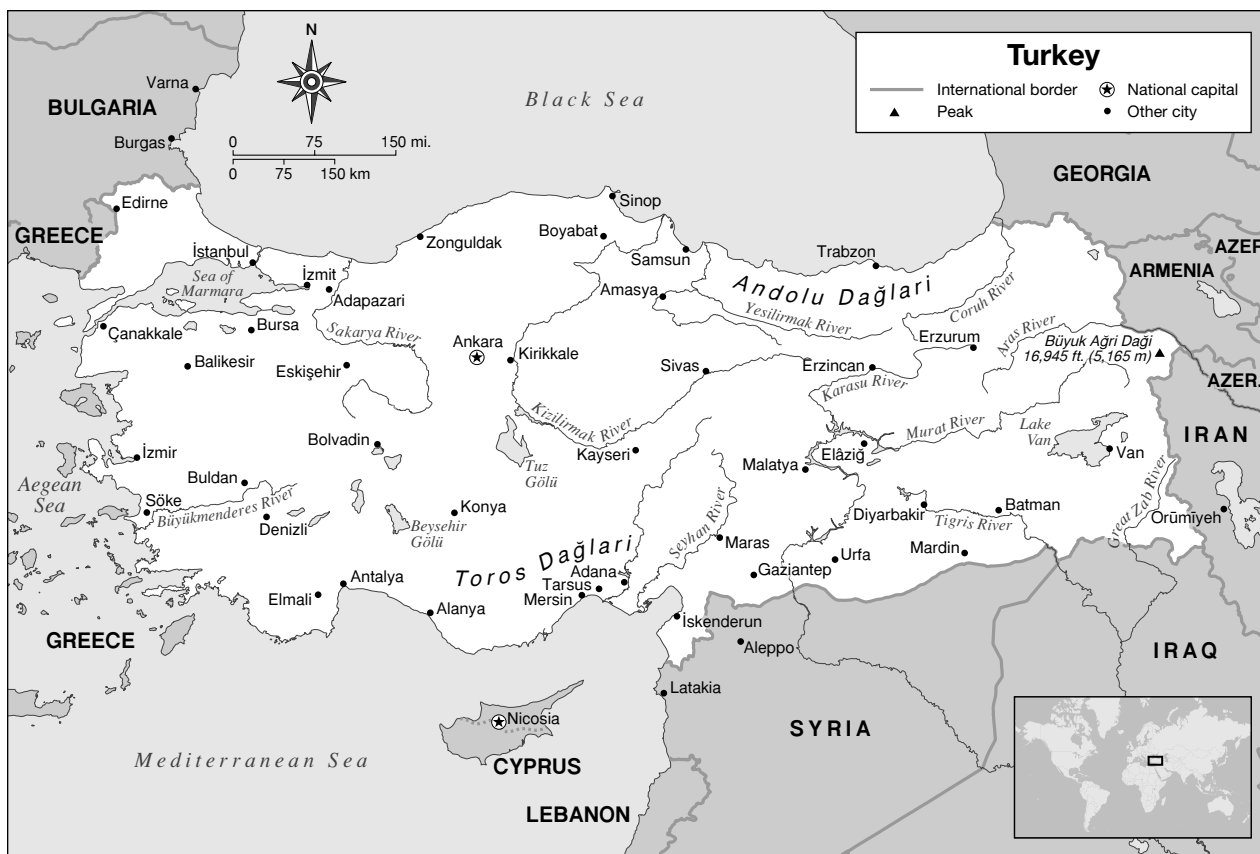 Turkey
International border
National capital
Peak
Other city
N
0 75 150 mi.
0 75 150 km
Black Sea
Varna
BULGARIA
Burgas
GEORGIA
Edirne
Sinop
GREECE
Zonguldak
Boyabat
Samsun
Trabzon
AZER.
ARMENIA
İstanbul
Sea of
Marmara
İzmit
Adapazari
Amasya
Andolu Dağlari
Yesilirmak River
Coruh River
Çanakkale
Bursa
Sakarya River
Ankara
Kirikkale
Erzurum
Aras River
Büyuk Ağri Daği
16,945 ft. (5,165 m)
Balikesir
Eskişehir
Sivas
Erzincan
Karasu River
AZER.
Kizilirmak River
Bolvadin
Murat River
Lake
Van
IRAN
İzmir
Tuz
Gölü
Kayseri
Elâziğ
Van
Malatya
Aegean
Sea
Buldan
Söke
Büyükmenderes River
Denizli
Beysehir
Gölü
Konya
Seyhan River
Diyarbakir
Tigris River
Batman
Great Zab River
Orūmīyeh
Toros Dağlari
Maras
Urfa
Mardin
Gaziantep
Adana
Tarsus
Mersin
Antalya
Elmali
Alanya
İskenderun
GREECE
Aleppo
IRAQ
Latakia
Nicosia
SYRIA
Mediterranean Sea
CYPRUS
LEBANON